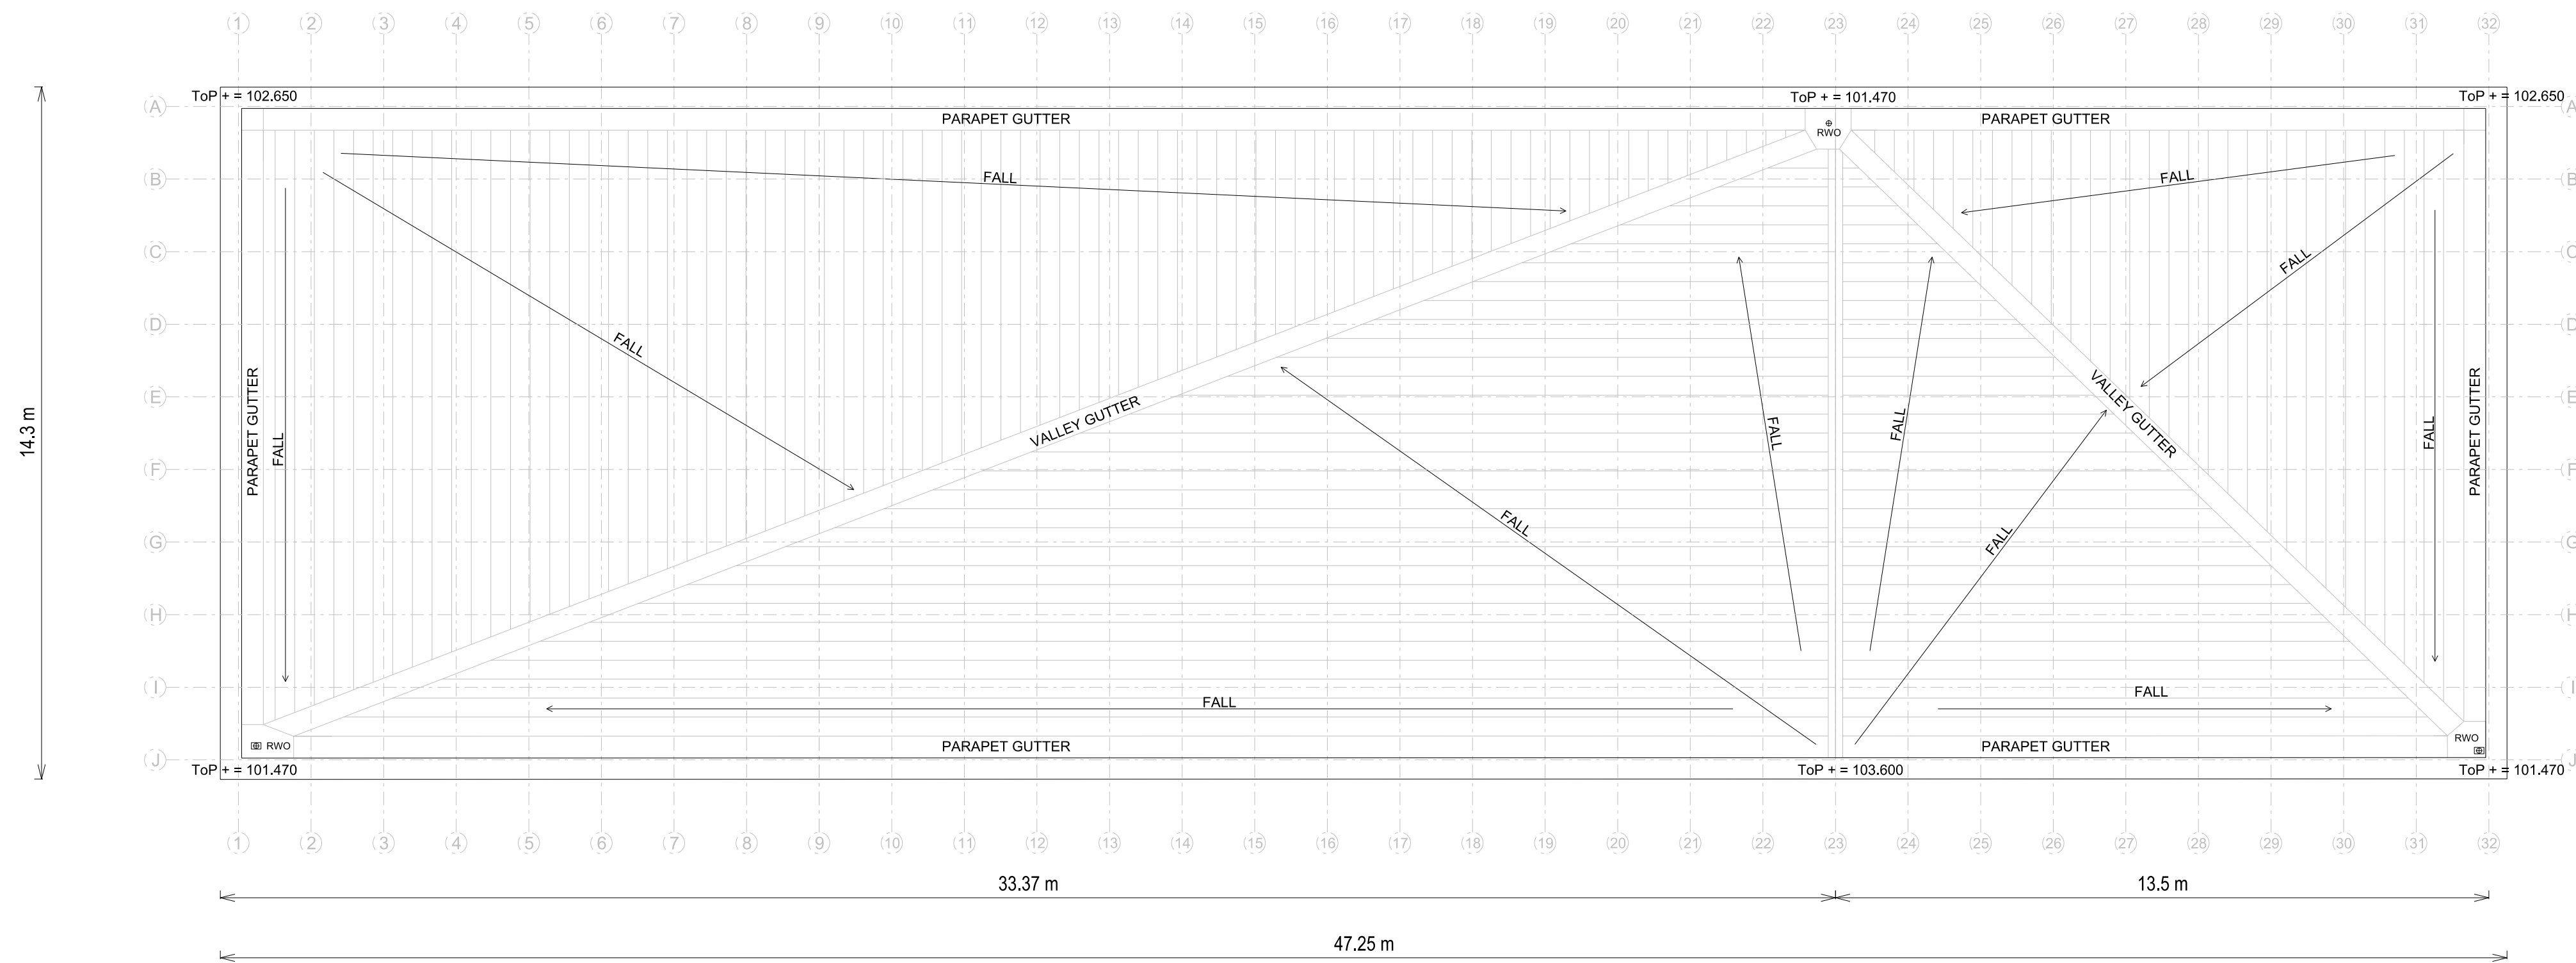 1 2 3 4 5 6 7 8 9 10 11 12 13 14 15 16 17 18 19 20 21 22 23 24 25 26 27 28 29 30 31 32
ToP + = 102.650
ToP + = 101.470
ToP + = 102.650
A
A
PARAPET GUTTER
PARAPET GUTTER
RWO
B
FALL
FALL
B
C
FALL
C
D
FALL
D
E
VALLEY GUTTER
VALLEY GUTTER
E
PARAPET GUTTER
FALL
FALL
FALL
FALL
PARAPET GUTTER
14.3 m
F
F
G
FALL
FALL
G
H
H
I
FALL
FALL
I
RWO
PARAPET GUTTER
PARAPET GUTTER
RWO
J
J
ToP + = 101.470
ToP + = 103.600
ToP + = 101.470
1 2 3 4 5 6 7 8 9 10 11 12 13 14 15 16 17 18 19 20 21 22 23 24 25 26 27 28 29 30 31 32
33.37 m
13.5 m
47.25 m